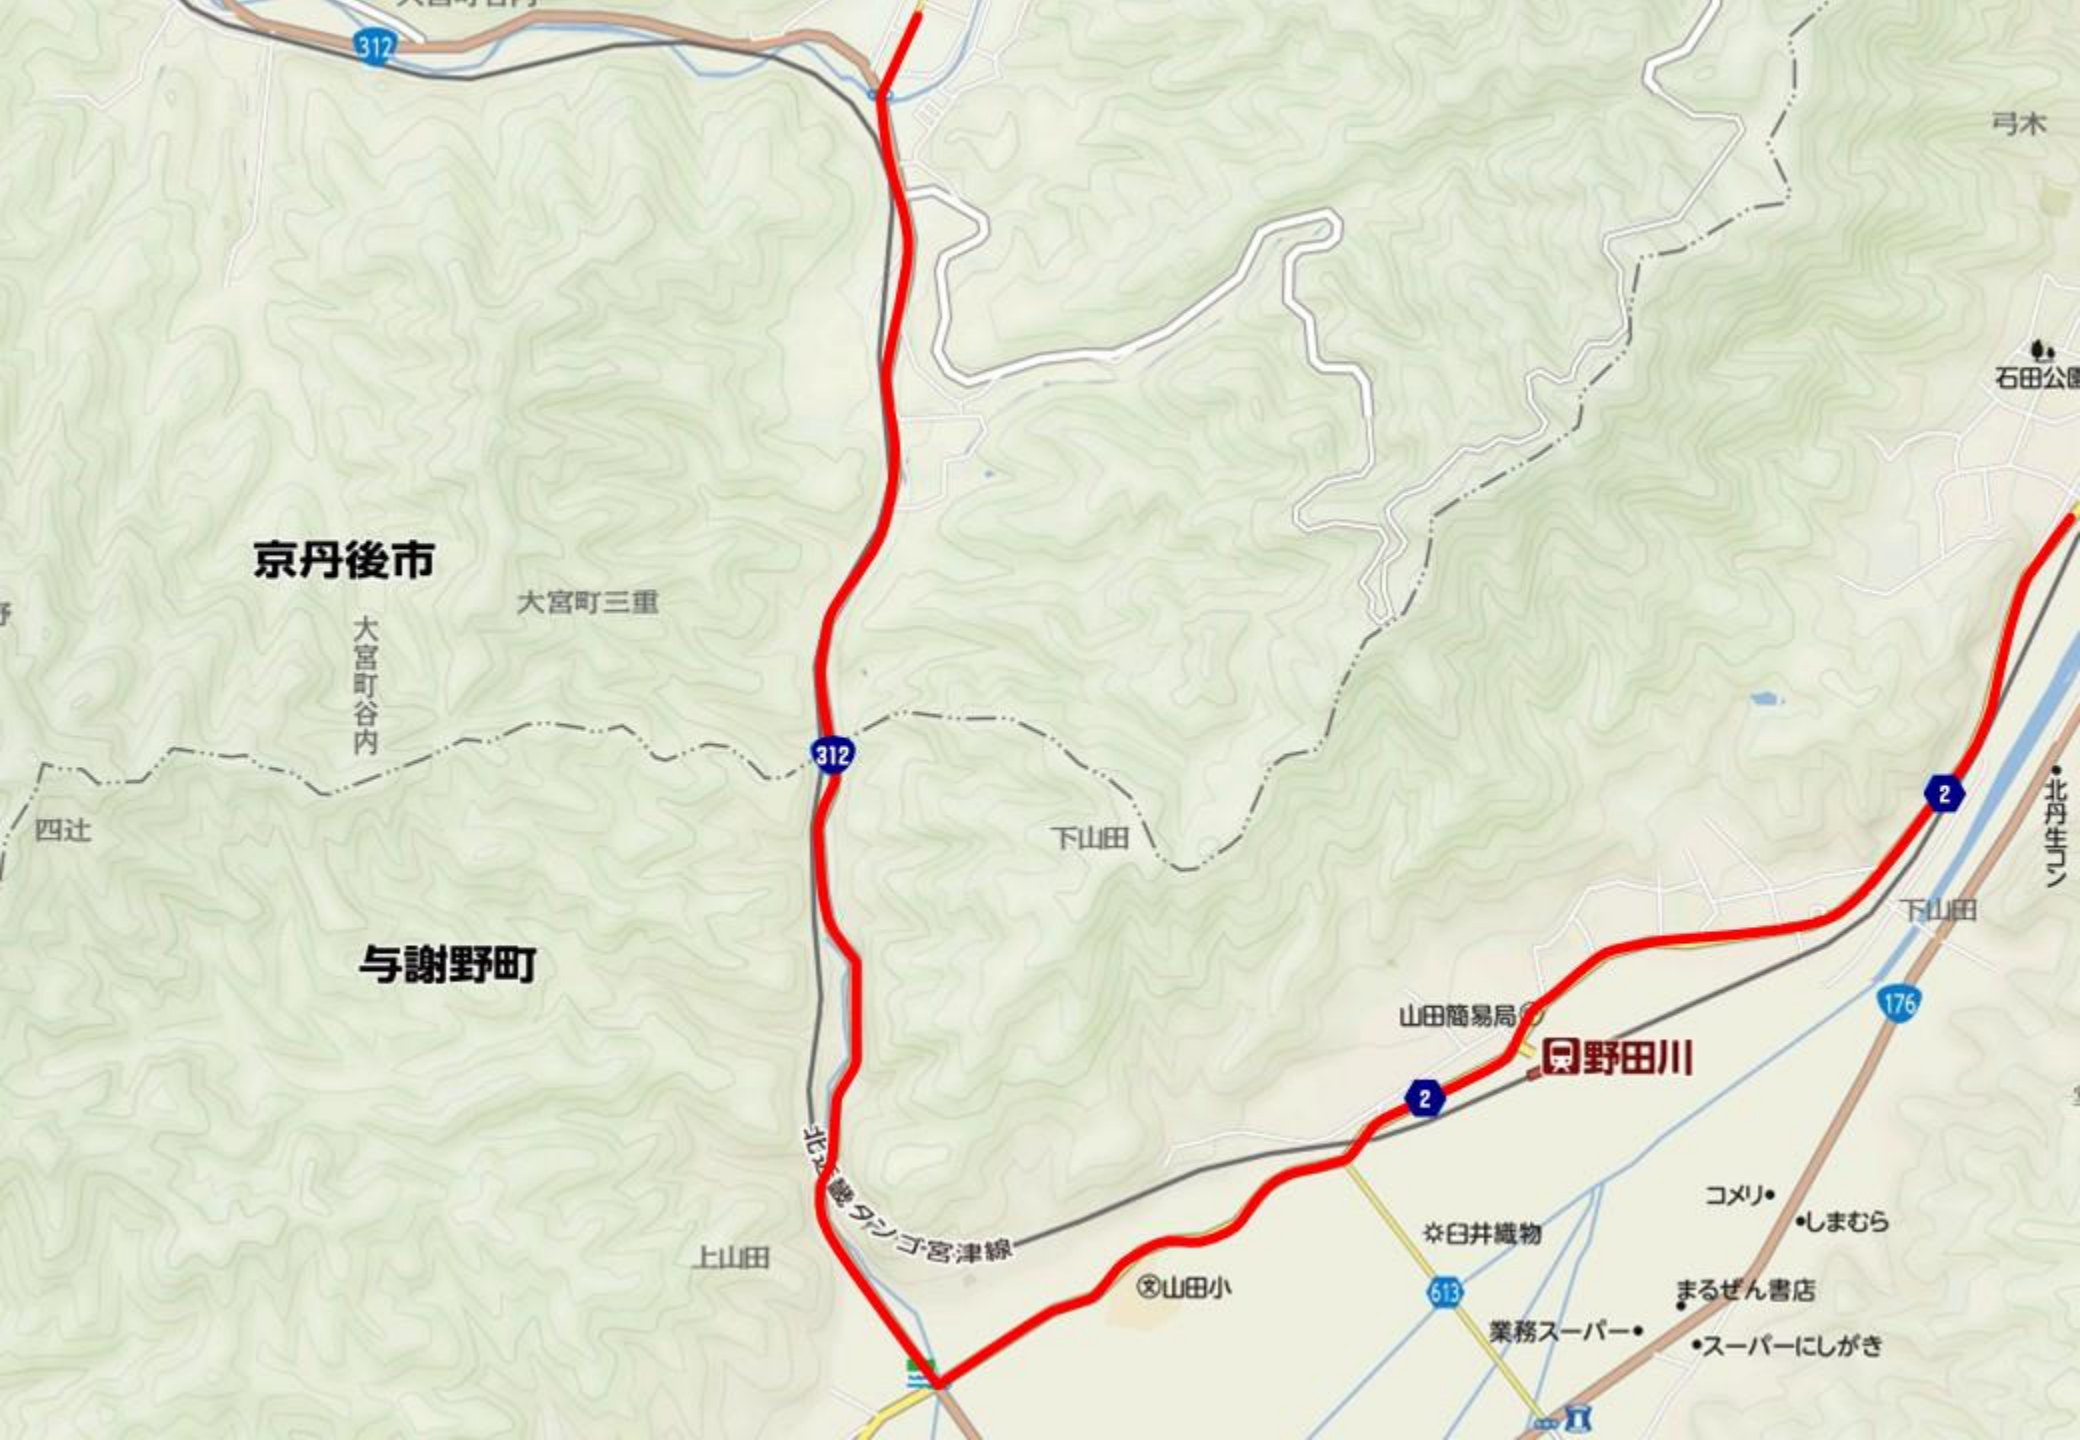 312
弓木
石田公園
京丹後市
大宮町三重
大宮町谷内
312
2
北丹生コン
四辻
下山田
下山田
与謝野町
176
山田簡易局
野田川
2
北近畿タンゴ宮津線
コメリ
しまむら
臼井織物
上山田
山田小
文
613
まるぜん書店
業務スーパー
スーパーにしがき